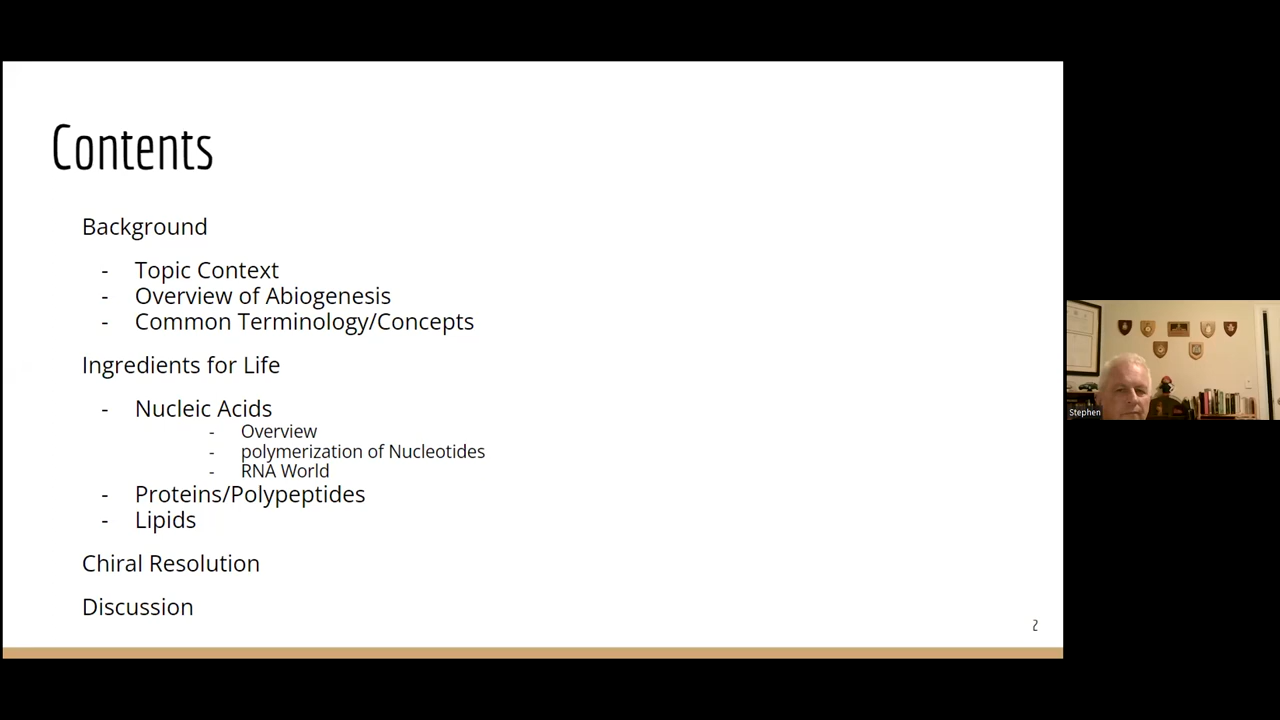 Contents
Background
- Topic Context
- Overview of Abiogenesis
- Common Terminology/Concepts
Ingredients for Life
- Nucleic Acids
- Overview
- polymerization of Nucleotides
- RNA World
- Proteins/Polypeptides
- Lipids
Chiral Resolution
Discussion
2
Stephen